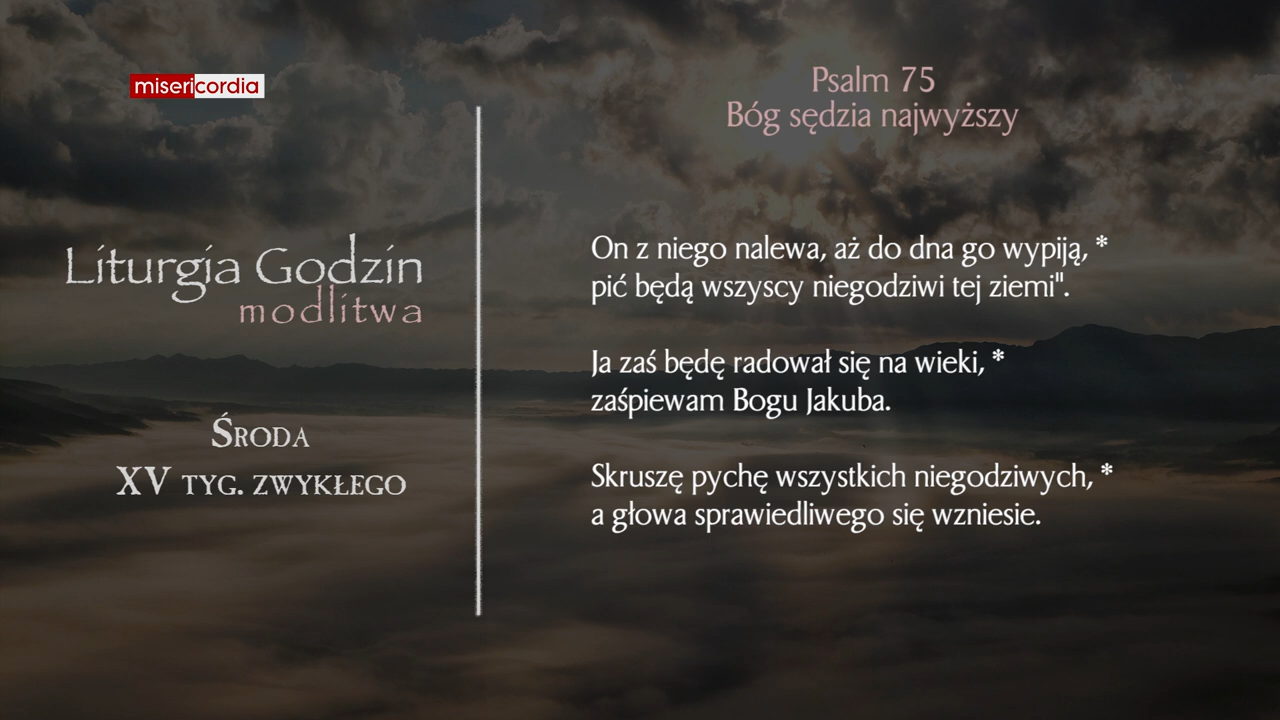 misericordia
Liturgia Godzin
modlitwa
Środa
XV tyg. zwykłego
Psalm 75
Bóg sędzia najwyższy
On z niego nalewa, aż do dna go wypiją, *
pić będą wszyscy niegodziwi tej ziemi".
Ja zaś będę radował się na wieki, *
zaśpiewam Bogu Jakuba.
Skruszę pychę wszystkich niegodziwych, *
a głowa sprawiedliwego się wzniesie.